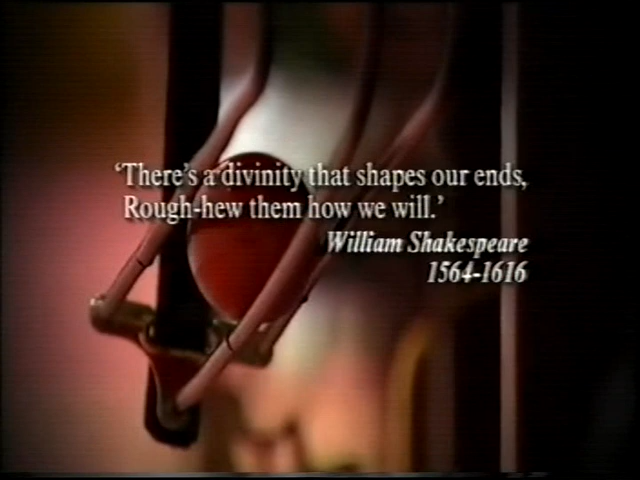 ‘There's a divinity that shapes our ends,
Rough-hew them how we will.’
William Shakespeare
1564-1616